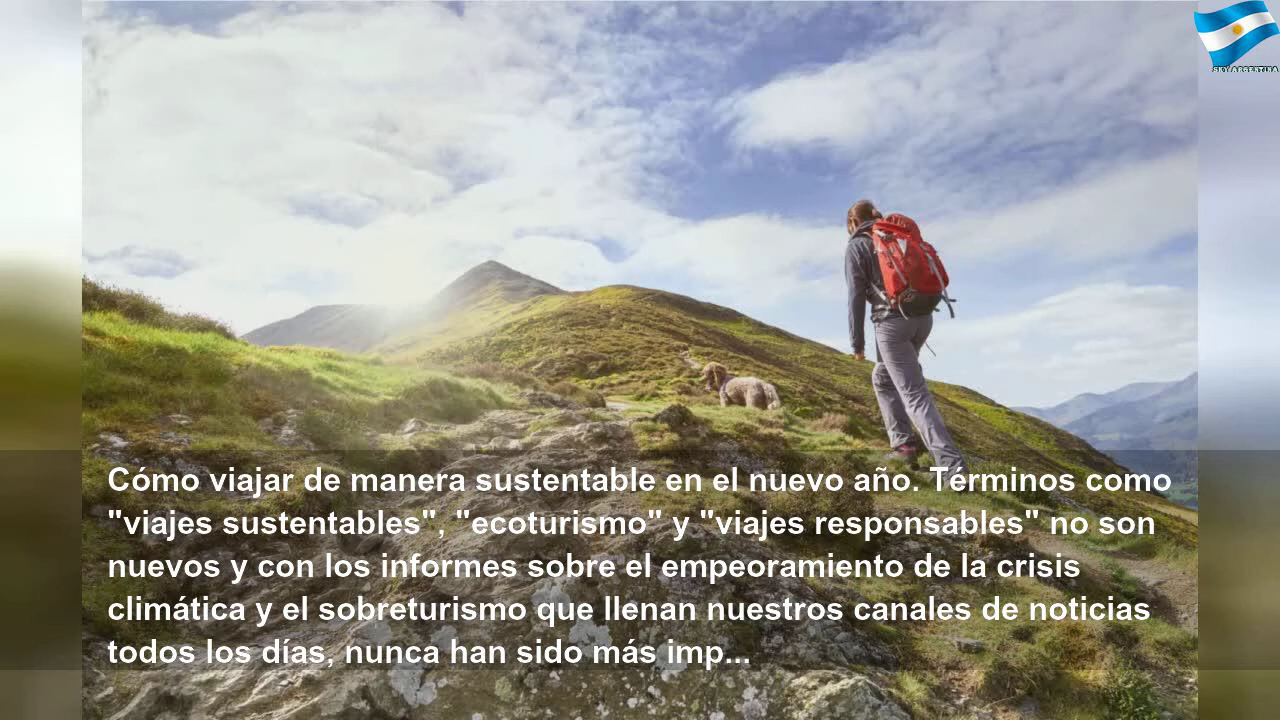 SKY ARGENTINA
Cómo viajar de manera sustentable en el nuevo año. Términos como
"viajes sustentables", "ecoturismo" y "viajes responsables" no son
nuevos y con los informes sobre el empeoramiento de la crisis
climática y el sobreturismo que llenan nuestros canales de noticias
todos los días, nunca han sido más imp...